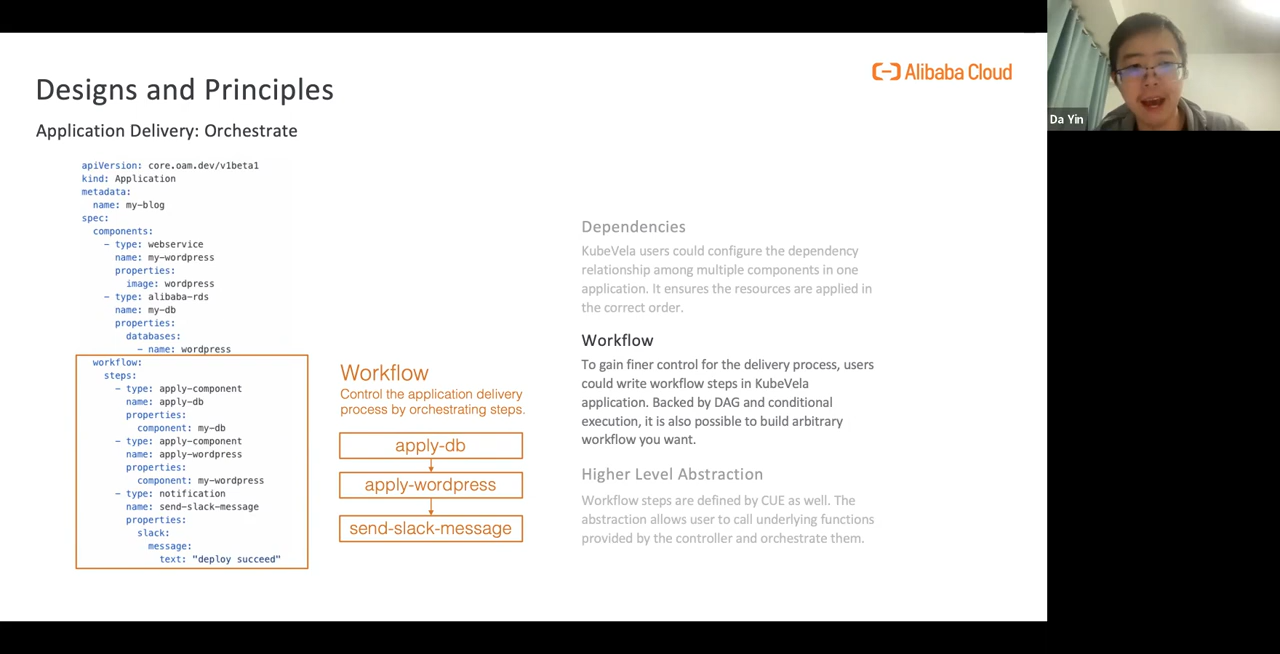 Designs and Principles
Alibaba Cloud
Da Yin
Application Delivery: Orchestrate
apiVersion: core.oam.dev/v1beta1
kind: Application
metadata:
name: my-blog
spec:
components:
- type: webservice
name: my-wordpress
properties:
image: wordpress
- type: alibaba-rds
name: my-db
properties:
databases:
- name: wordpress
workflow:
steps:
- type: apply-component
name: apply-db
properties:
component: my-db
- type: apply-component
name: apply-wordpress
properties:
component: my-wordpress
- type: notification
name: send-slack-message
properties:
slack:
message:
text: "deploy succeed"
Workflow
Control the application delivery
process by orchestrating steps.
apply-db
apply-wordpress
send-slack-message
Dependencies
KubeVela users could configure the dependency
relationship among multiple components in one
application. It ensures the resources are applied in
the correct order.
Workflow
To gain finer control for the delivery process, users
could write workflow steps in KubeVela
application. Backed by DAG and conditional
execution, it is also possible to build arbitrary
workflow you want.
Higher Level Abstraction
Workflow steps are defined by CUE as well. The
abstraction allows user to call underlying functions
provided by the controller and orchestrate them.